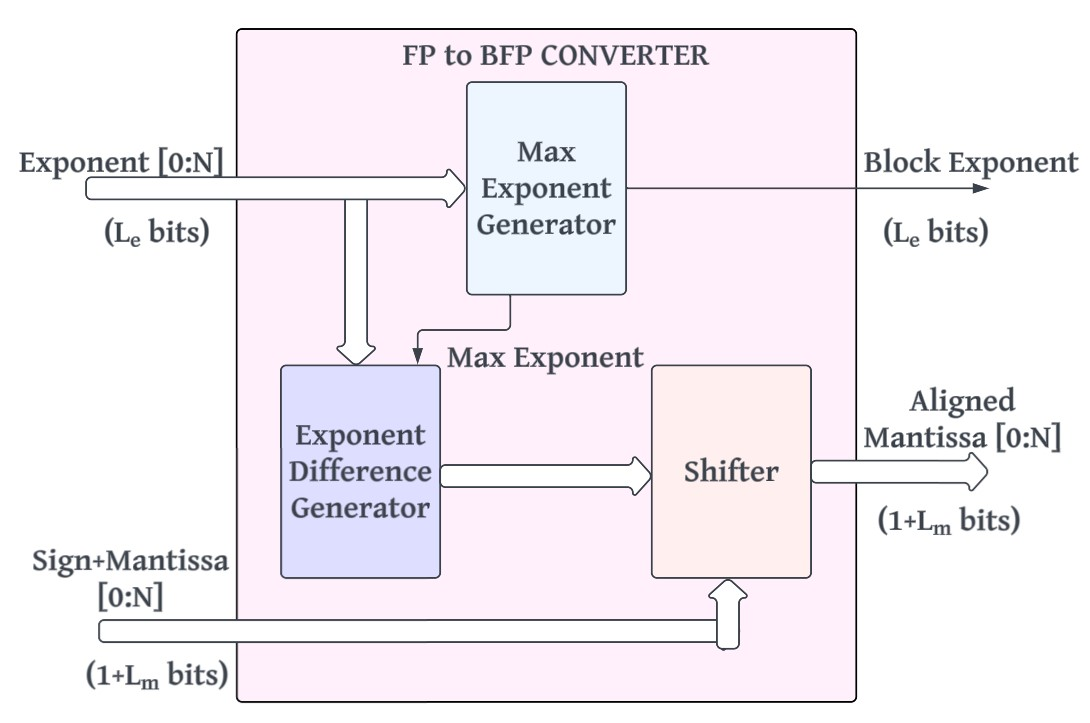 FP to BFP CONVERTER
Max
Exponent
Generator
Exponent [0:N]
(Le bits)
Block Exponent
(Le bits)
Max Exponent
Exponent
Difference
Generator
Shifter
Aligned
Mantissa [0:N]
(1+Lm bits)
Sign+Mantissa
[0:N]
(1+Lm bits)